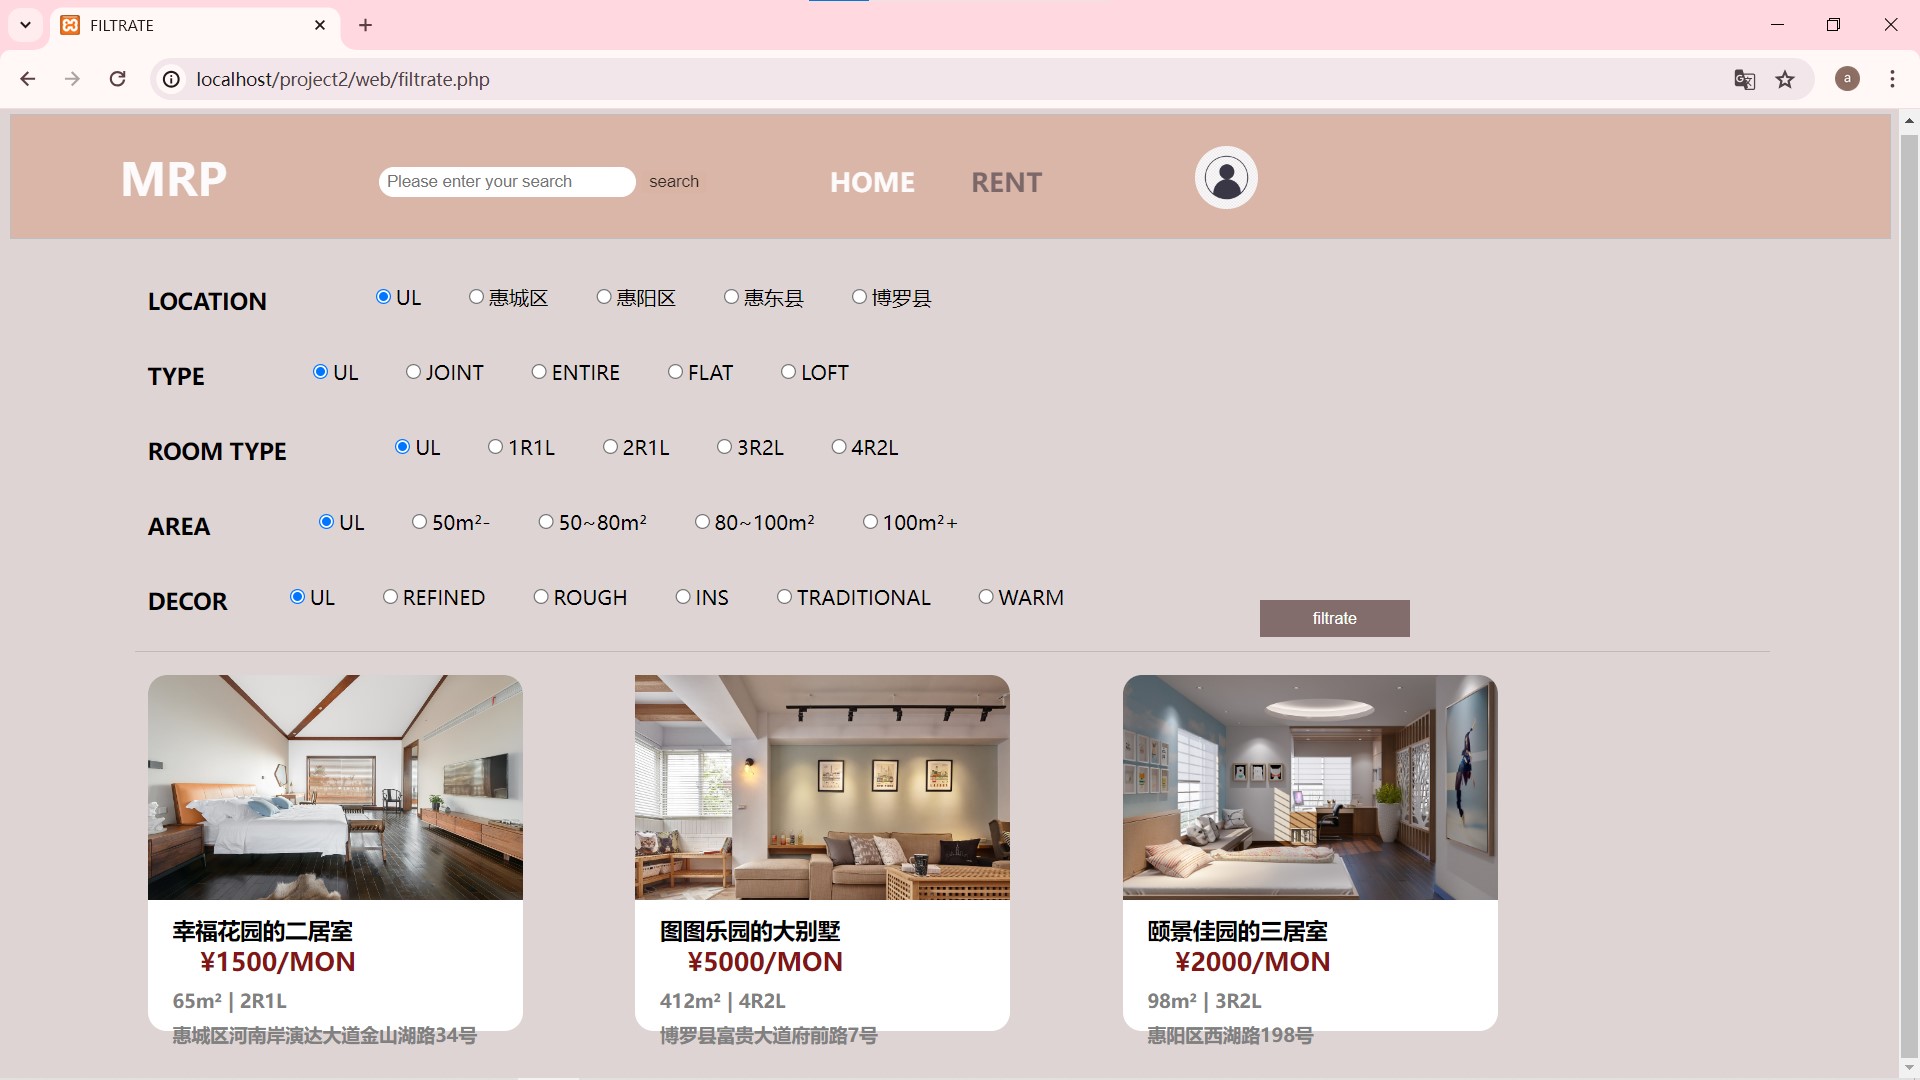 FILTRATE
localhost/project2/web/filtrate.php
a
MRP
Please enter your search
search
HOME
RENT
LOCATION UL 惠城区 惠阳区 惠东县 博罗县
TYPE UL JOINT ENTIRE FLAT LOFT
ROOM TYPE UL 1R1L 2R1L 3R2L 4R2L
AREA UL 50m²- 50~80m² 80~100m² 100m²+
DECOR UL REFINED ROUGH INS TRADITIONAL WARM
filtrate
幸福花园的二居室
¥1500/MON
65m² | 2R1L
惠城区河南岸演达大道金山湖路34号
图图乐园的大别墅
¥5000/MON
412m² | 4R2L
博罗县富贵大道府前路7号
颐景佳园的三居室
¥2000/MON
98m² | 3R2L
惠阳区西湖路198号